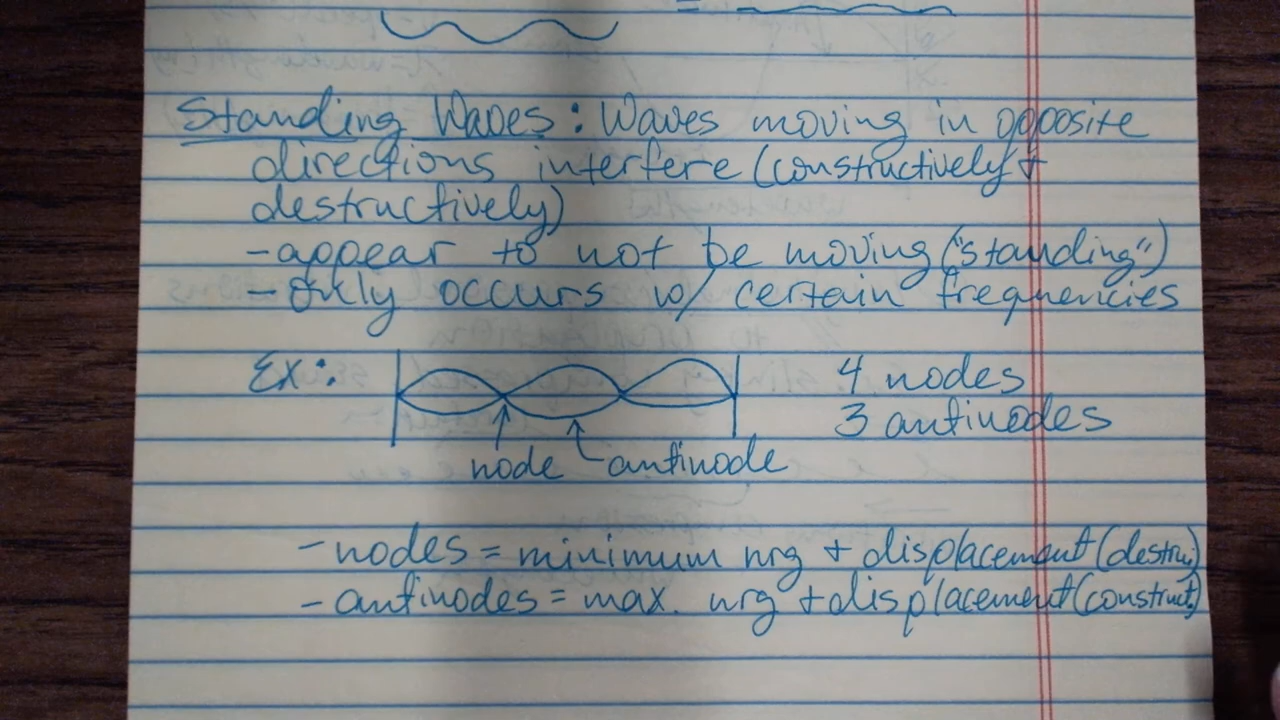 Standing Waves: Waves moving in opposite
directions interfere (constructively +
destructively)
- appear to not be moving ("standing")
- only occurs w/ certain frequencies
Ex:
4 nodes
3 antinodes
node antinode
- nodes = minimum nrg + displacement (destru)
- antinodes = max. nrg + displacement (construct)